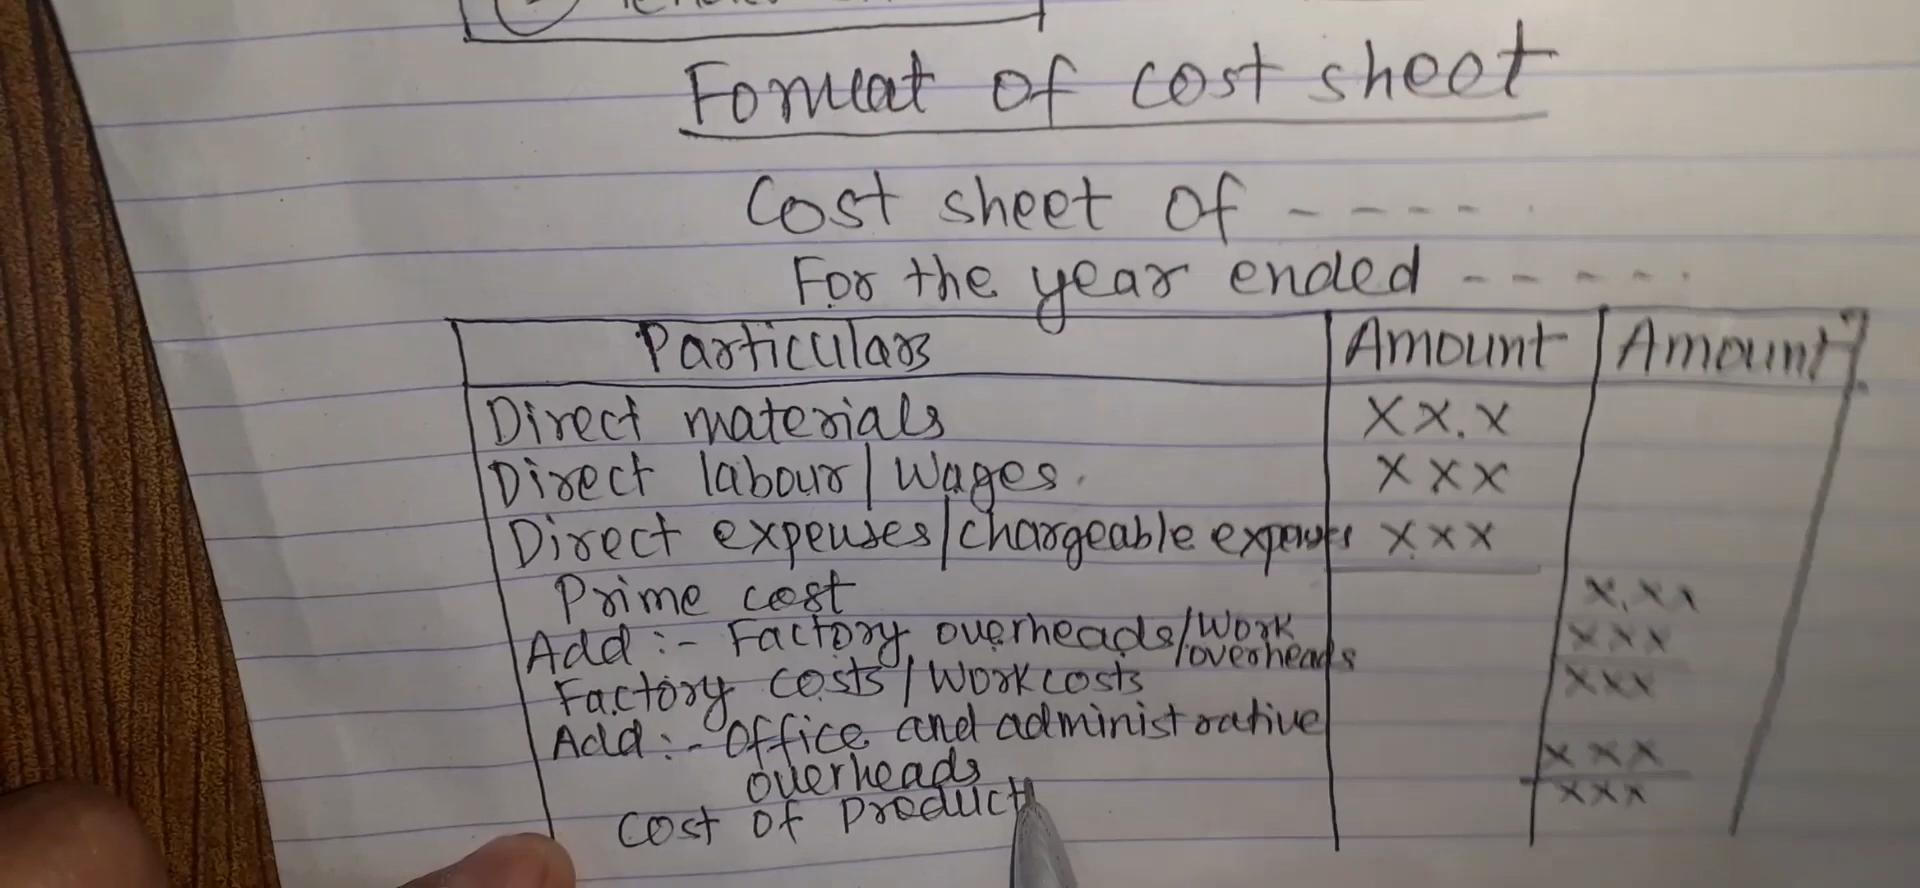 Format of cost sheet
Cost sheet of - - - - -
For the year ended - - - - -
Particulars Amount Amount
Direct materials XX.X
Direct labour/Wages. XXX
Direct expenses/chargeable expenses XXX
Prime cost X.XX
Add :- Factory overheads/Work overheads XXX
Factory costs/Work costs XXX
Add :- Office and administrative
overheads XXX
Cost of Product XXX